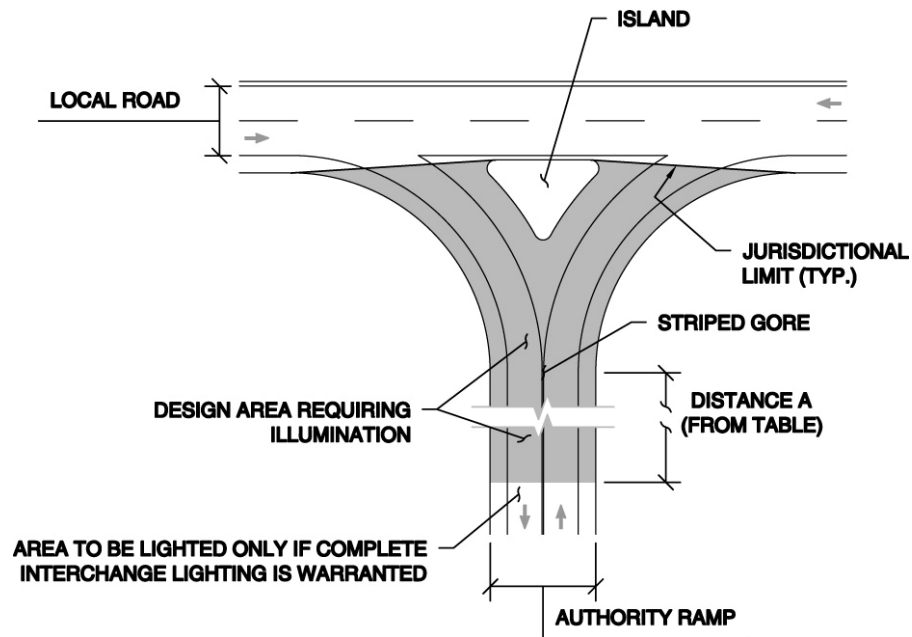 ISLAND
LOCAL ROAD
JURISDICTIONAL
LIMIT (TYP.)
STRIPED GORE
DESIGN AREA REQUIRING
ILLUMINATION
DISTANCE A
(FROM TABLE)
AREA TO BE LIGHTED ONLY IF COMPLETE
INTERCHANGE LIGHTING IS WARRANTED
AUTHORITY RAMP